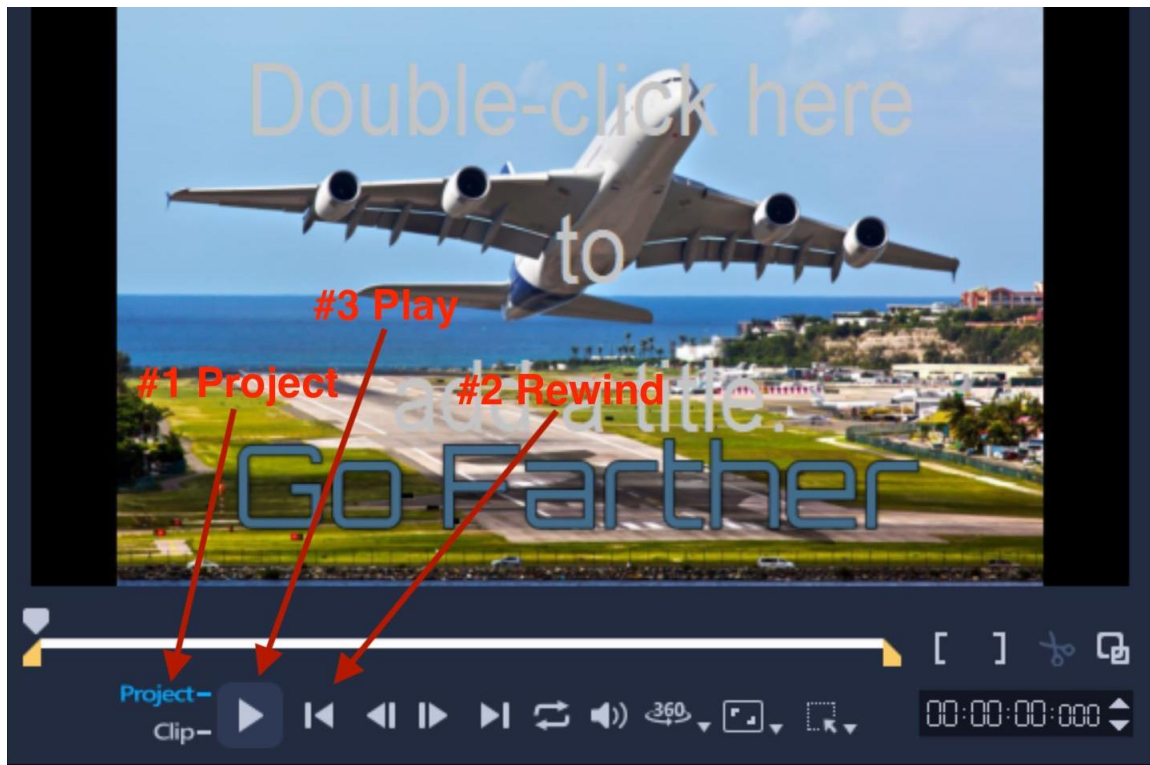 Double-click here
to
#3 Play
#1 Project
add a title.
#2 Rewind
Go Farther
[ ]
Project
Clip
360
00:00:00:000